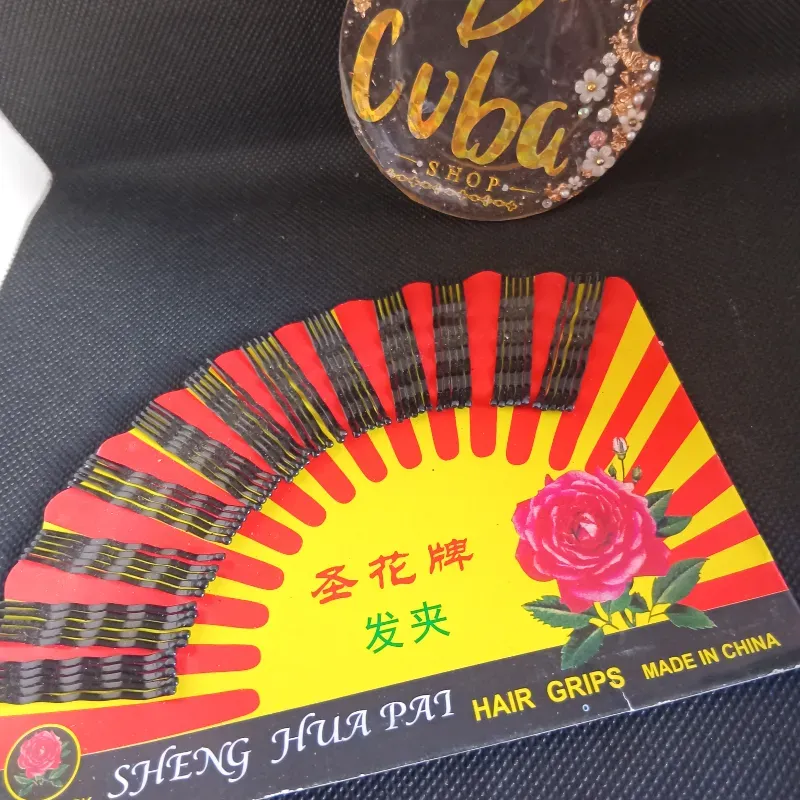 D
Cuba
SHOP
圣花牌
发夹
SHENG HUA PAI HAIR GRIPS MADE IN CHINA